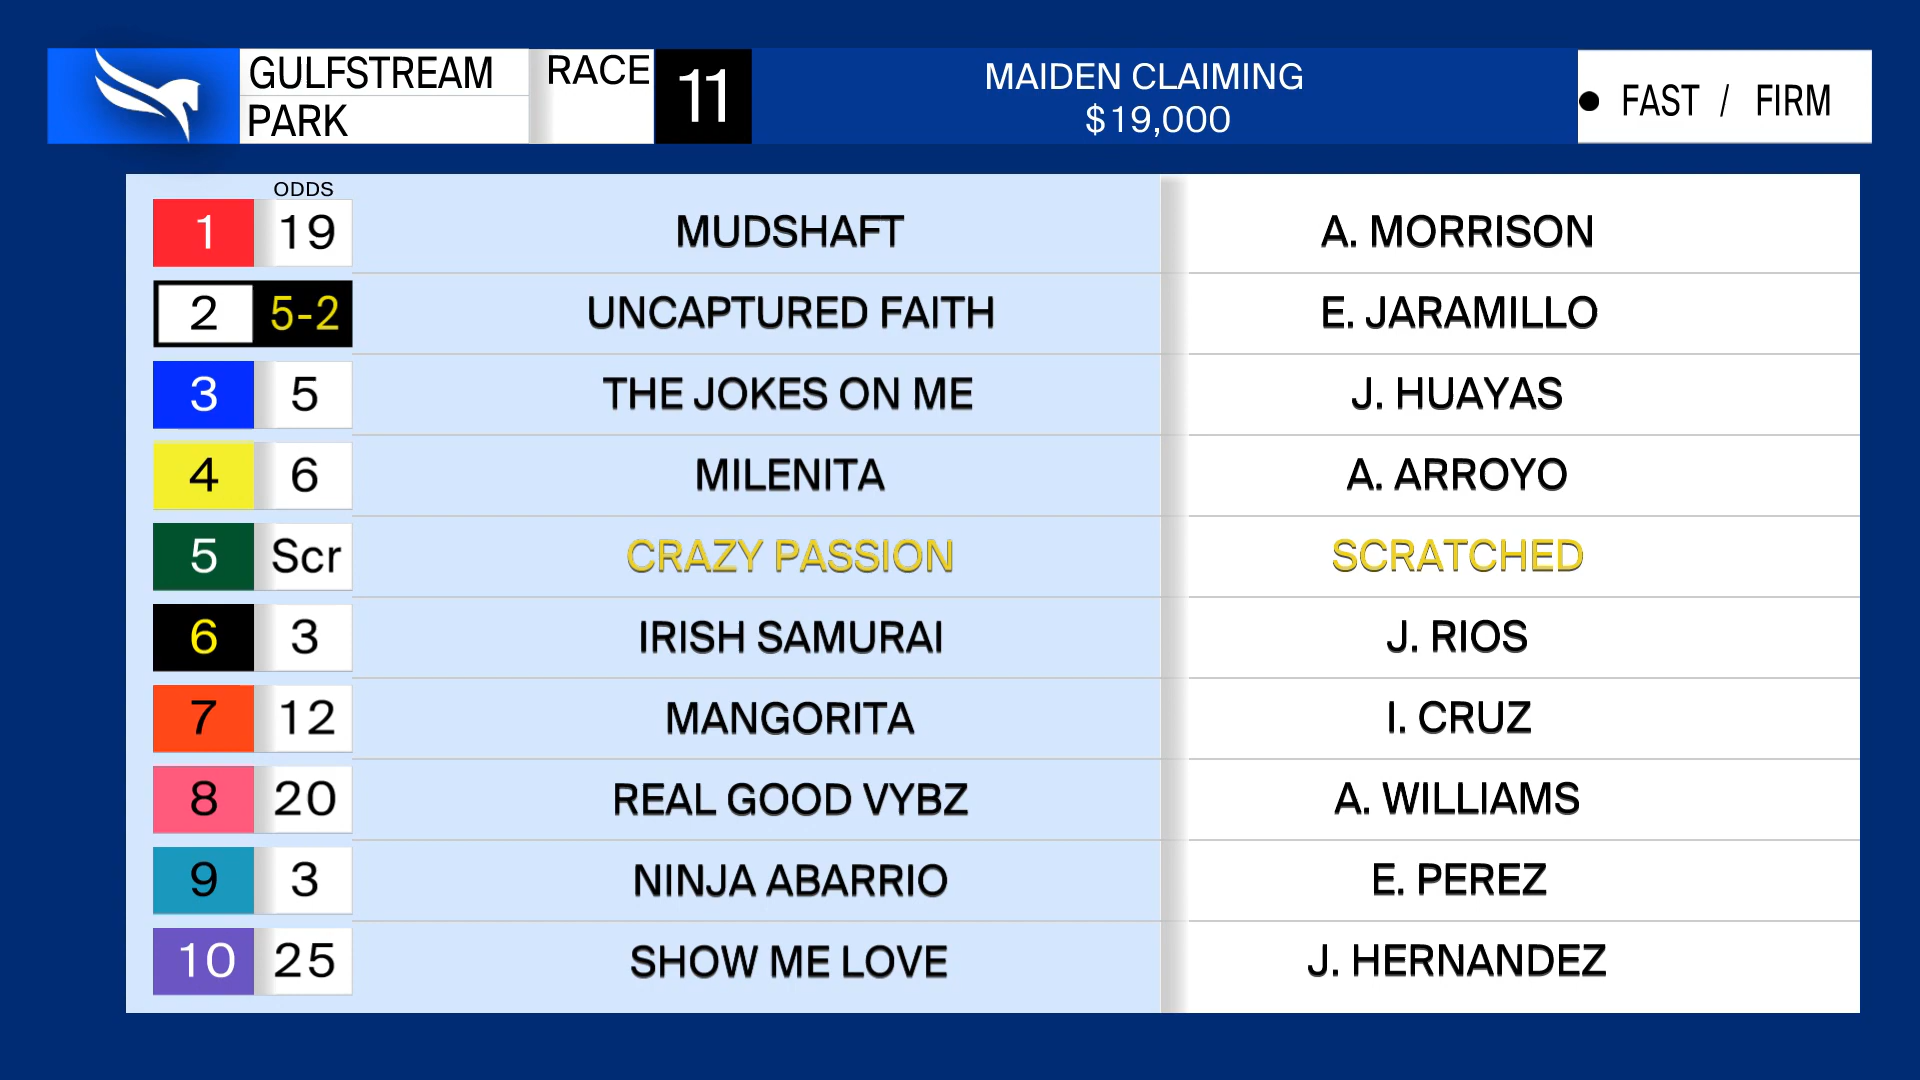 GULFSTREAM
PARK
RACE 11
MAIDEN CLAIMING
$19,000
FAST / FIRM
ODDS
1 19 MUDSHAFT A. MORRISON
2 5-2 UNCAPTURED FAITH E. JARAMILLO
3 5 THE JOKES ON ME J. HUAYAS
4 6 MILENITA A. ARROYO
5 Scr CRAZY PASSION SCRATCHED
6 3 IRISH SAMURAI J. RIOS
7 12 MANGORITA I. CRUZ
8 20 REAL GOOD VYBZ A. WILLIAMS
9 3 NINJA ABARRIO E. PEREZ
10 25 SHOW ME LOVE J. HERNANDEZ